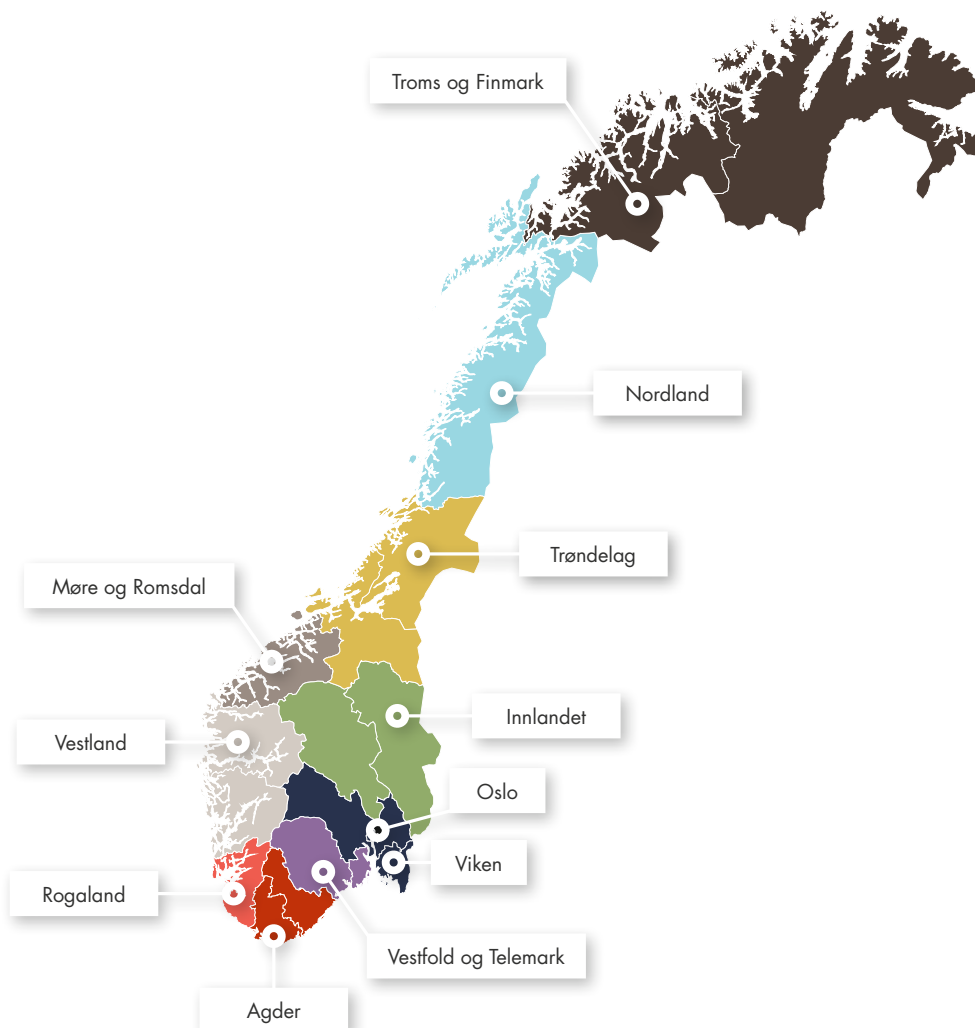 Troms og Finmark
Nordland
Trøndelag
Møre og Romsdal
Innlandet
Vestland
Oslo
Viken
Rogaland
Vestfold og Telemark
Agder